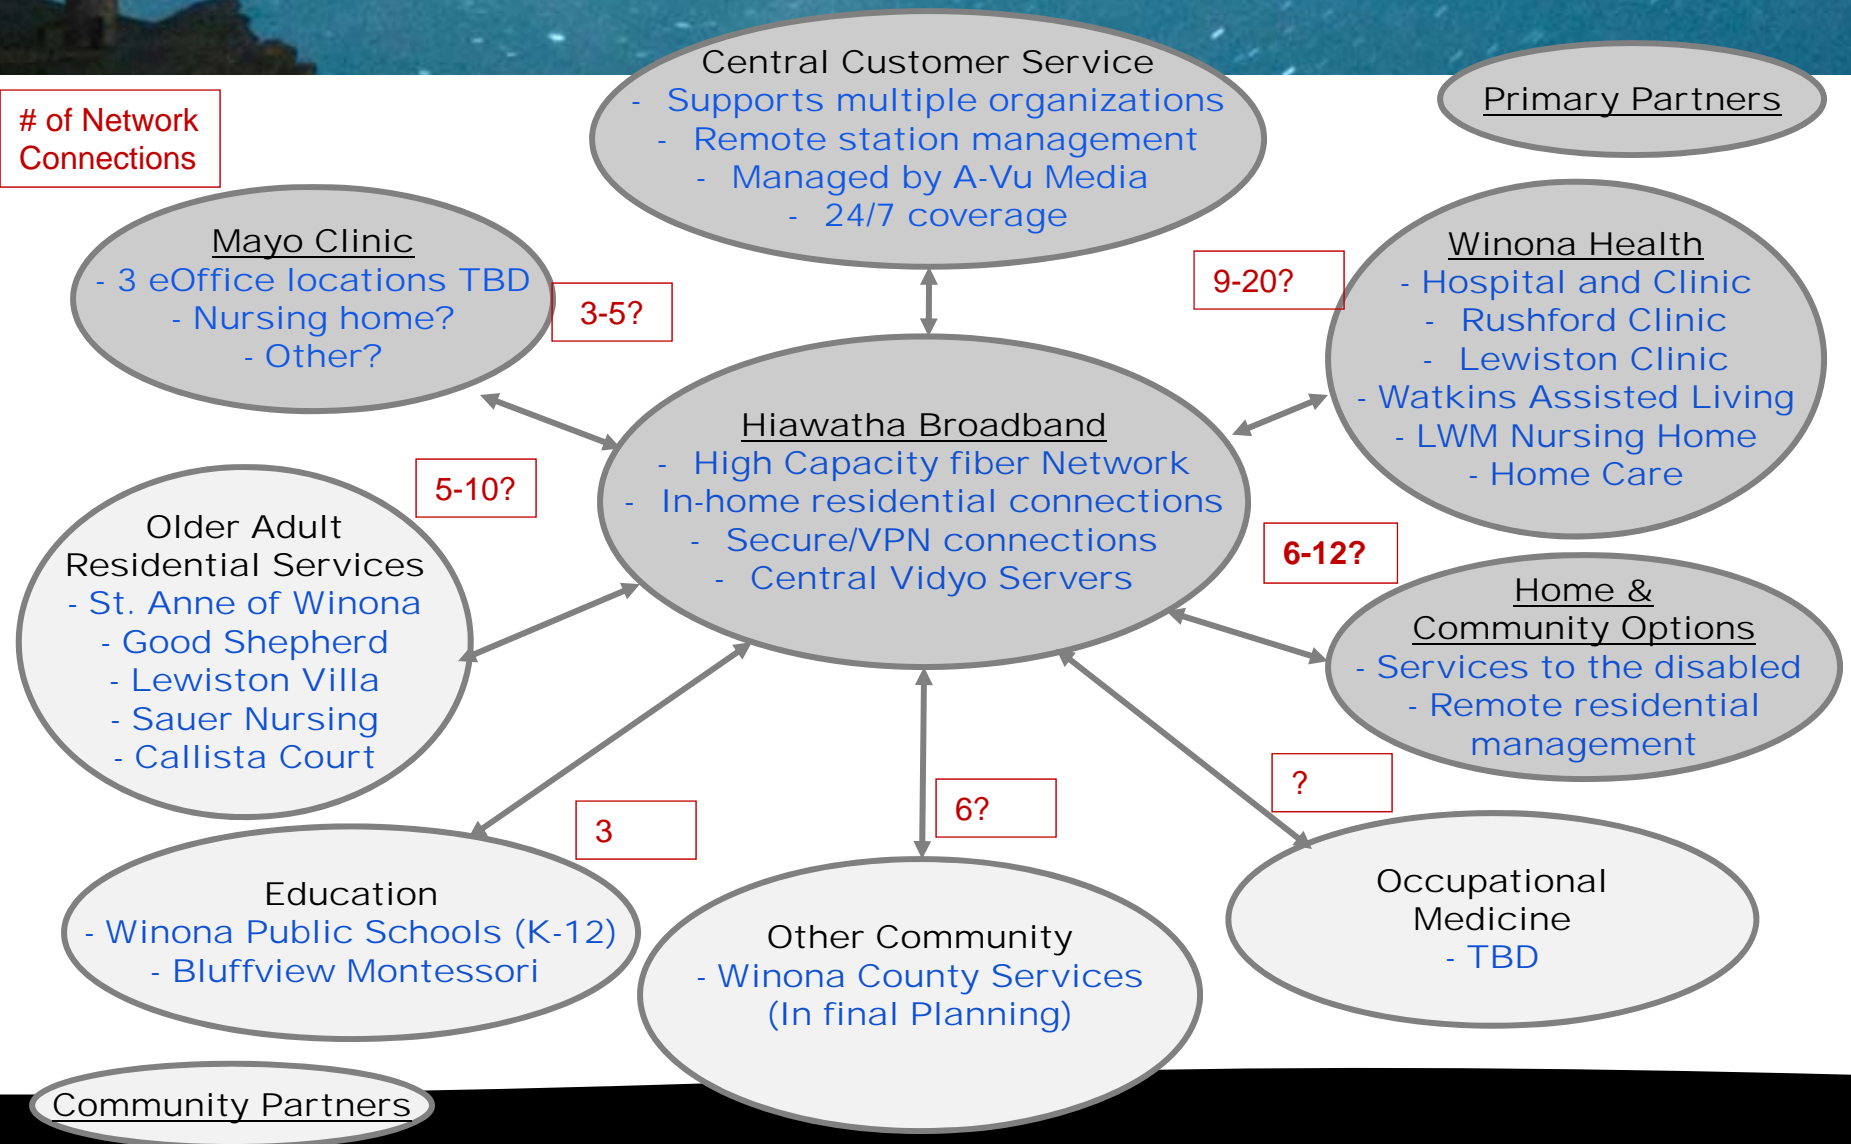 Central Customer Service
- Supports multiple organizations
- Remote station management
- Managed by A-Vu Media
- 24/7 coverage
Primary Partners
# of Network
Connections
Mayo Clinic
- 3 eOffice locations TBD
- Nursing home?
- Other?
3-5?
9-20?
Winona Health
- Hospital and Clinic
- Rushford Clinic
- Lewiston Clinic
- Watkins Assisted Living
- LWM Nursing Home
- Home Care
Hiawatha Broadband
- High Capacity fiber Network
- In-home residential connections
- Secure/VPN connections
- Central Vidyo Servers
5-10?
Older Adult
Residential Services
- St. Anne of Winona
- Good Shepherd
- Lewiston Villa
- Sauer Nursing
- Callista Court
6-12?
Home &
Community Options
- Services to the disabled
- Remote residential
management
3
6?
?
Education
- Winona Public Schools (K-12)
- Bluffview Montessori
Other Community
- Winona County Services
(In final Planning)
Occupational
Medicine
- TBD
Community Partners